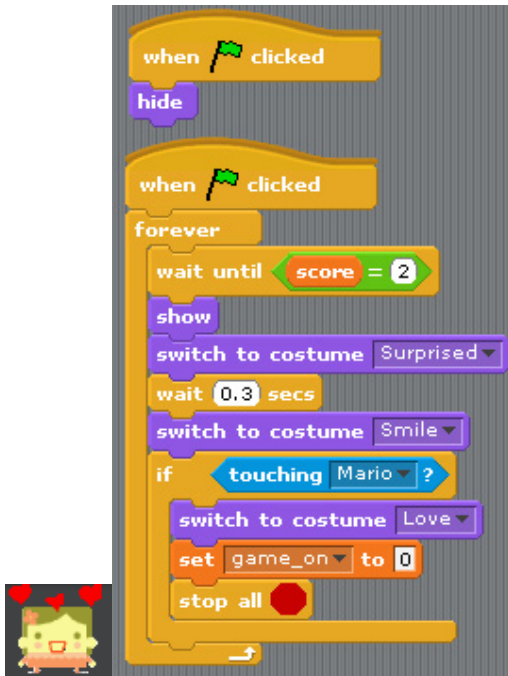 when clicked
hide
when clicked
forever
wait until score = 2
show
switch to costume Surprised
wait 0.3 secs
switch to costume Smile
if touching Mario ?
switch to costume Love
set game_on to 0
stop all